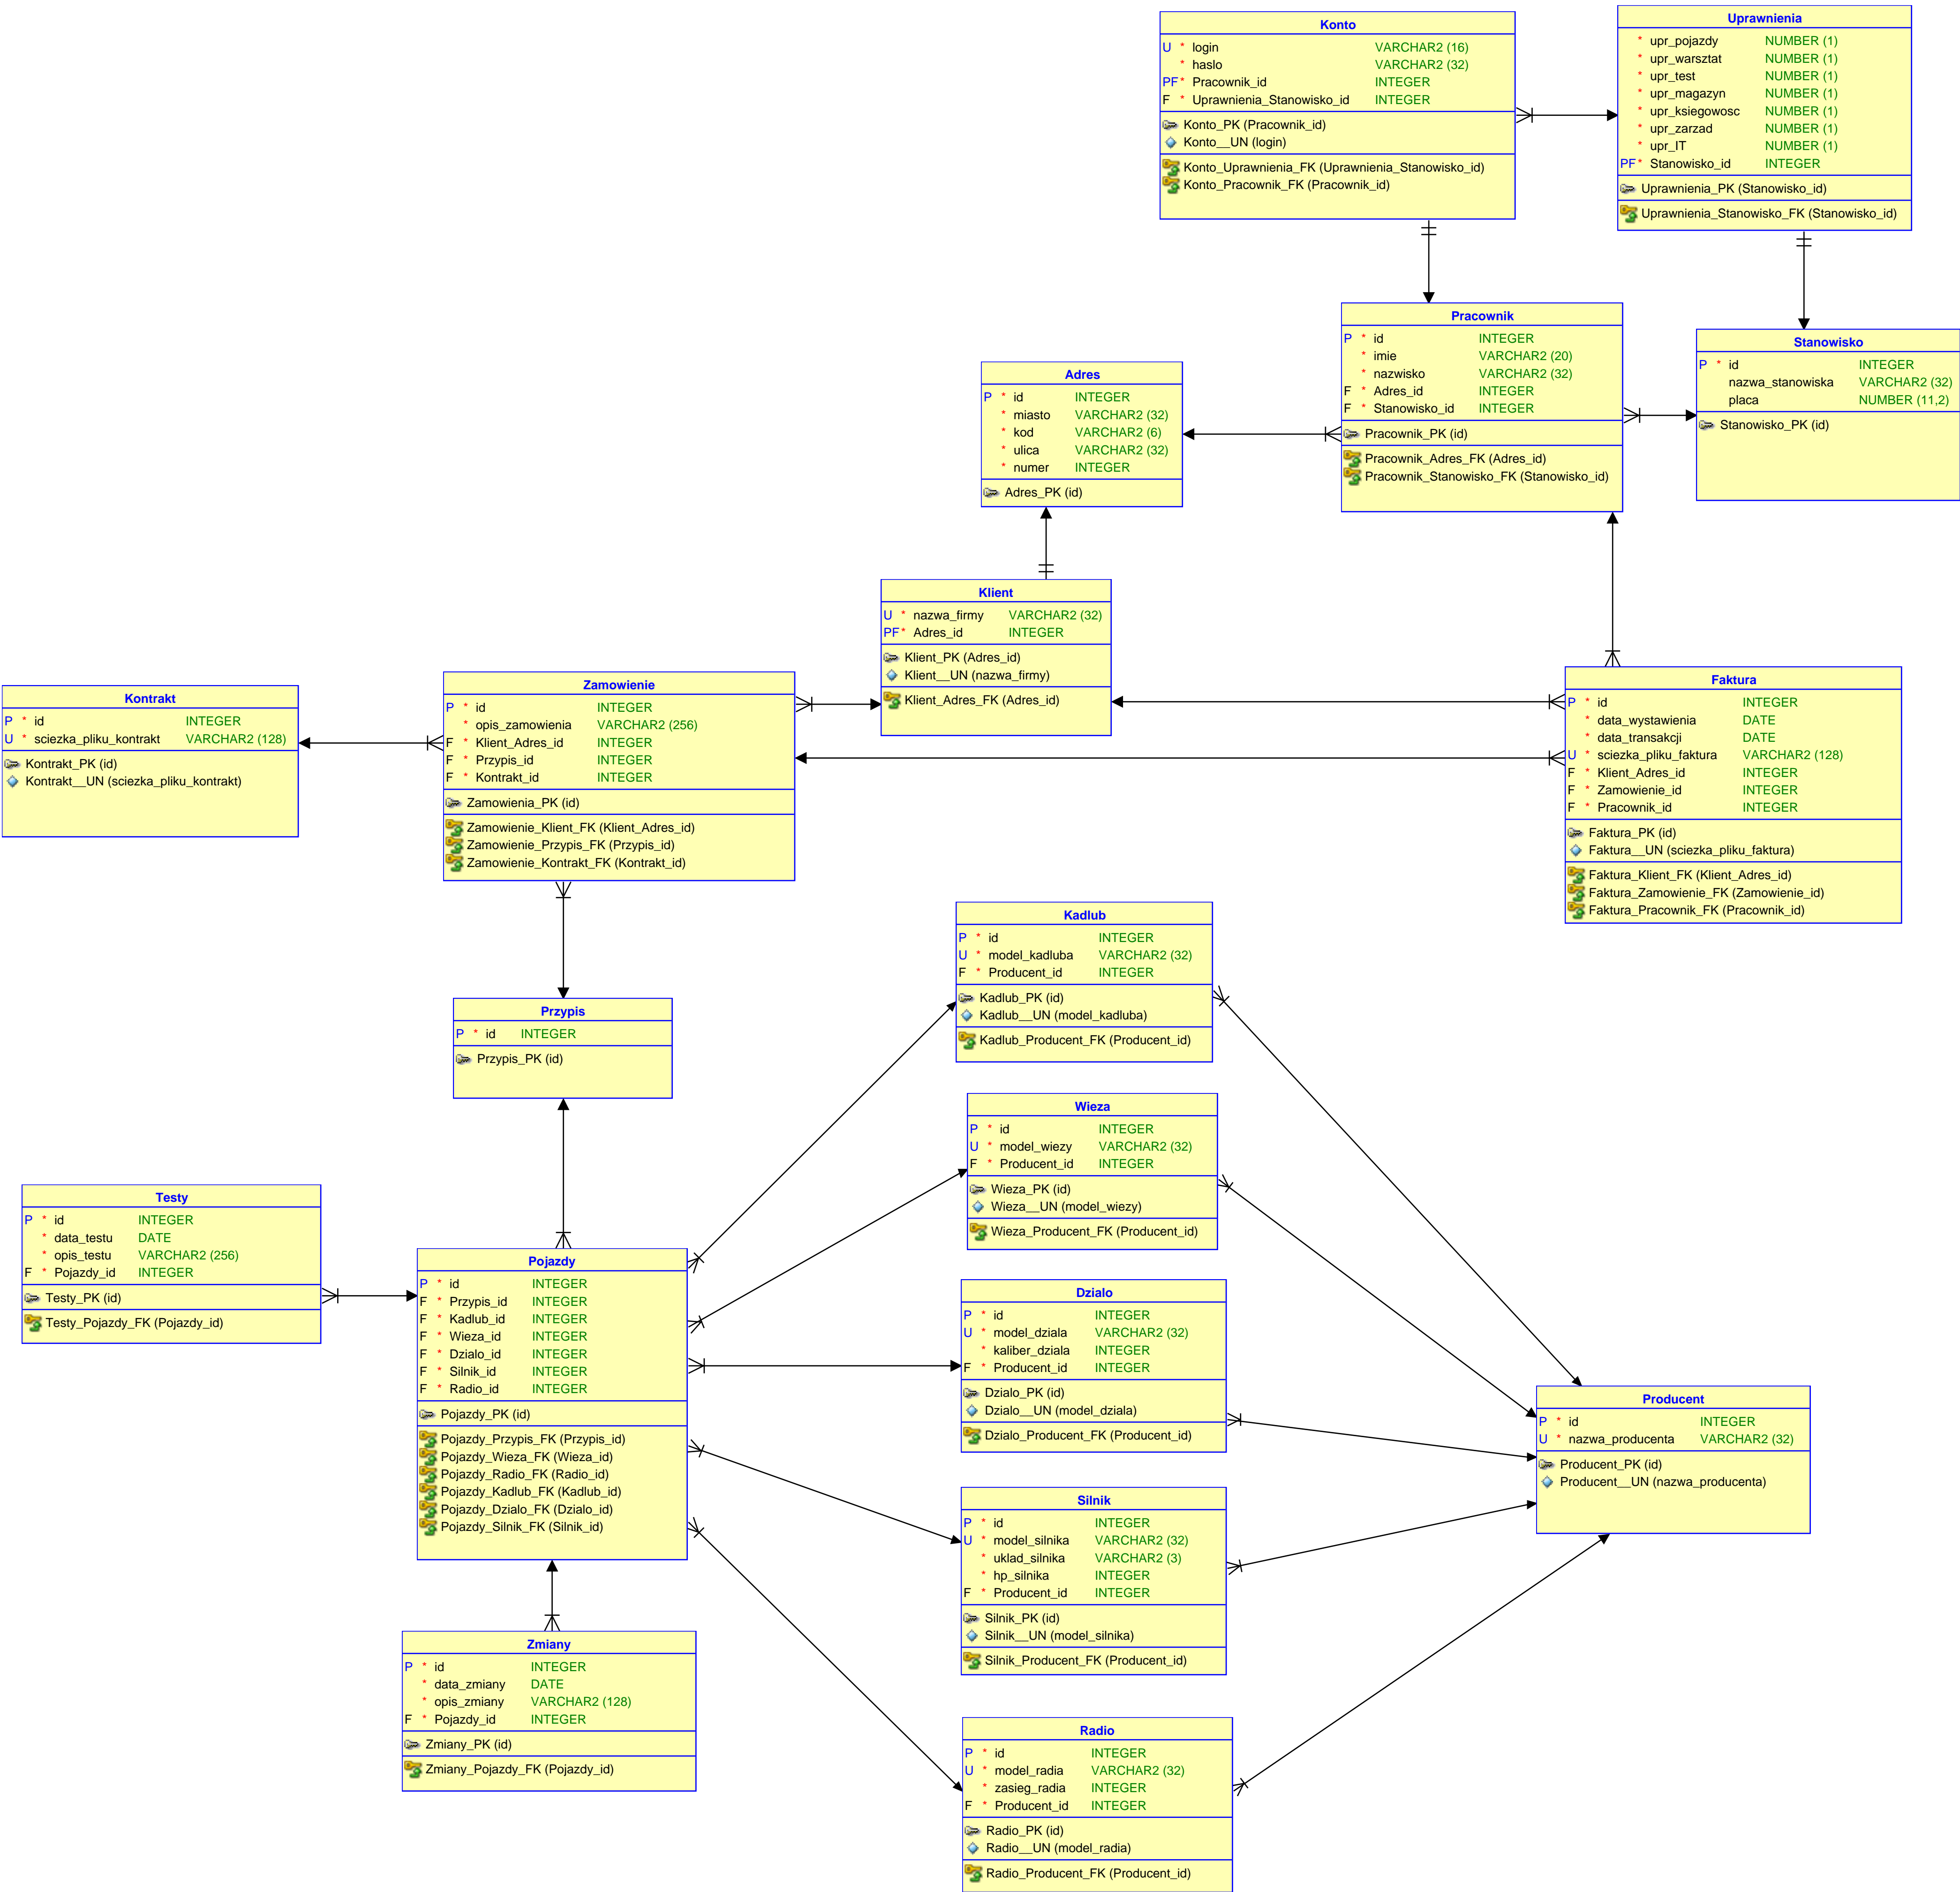 Konto
U * login VARCHAR2 (16)
* haslo VARCHAR2 (32)
PF* Pracownik_id INTEGER
F * Uprawnienia_Stanowisko_id INTEGER
Konto_PK (Pracownik_id)
Konto__UN (login)
Konto_Uprawnienia_FK (Uprawnienia_Stanowisko_id)
Konto_Pracownik_FK (Pracownik_id)
Uprawnienia
* upr_pojazdy NUMBER (1)
* upr_warsztat NUMBER (1)
* upr_test NUMBER (1)
* upr_magazyn NUMBER (1)
* upr_ksiegowosc NUMBER (1)
* upr_zarzad NUMBER (1)
* upr_IT NUMBER (1)
PF* Stanowisko_id INTEGER
Uprawnienia_PK (Stanowisko_id)
Uprawnienia_Stanowisko_FK (Stanowisko_id)
Pracownik
P * id INTEGER
* imie VARCHAR2 (20)
* nazwisko VARCHAR2 (32)
F * Adres_id INTEGER
F * Stanowisko_id INTEGER
Pracownik_PK (id)
Pracownik_Adres_FK (Adres_id)
Pracownik_Stanowisko_FK (Stanowisko_id)
Stanowisko
P * id INTEGER
nazwa_stanowiska VARCHAR2 (32)
placa NUMBER (11,2)
Stanowisko_PK (id)
Adres
P * id INTEGER
* miasto VARCHAR2 (32)
* kod VARCHAR2 (6)
* ulica VARCHAR2 (32)
* numer INTEGER
Adres_PK (id)
Klient
U * nazwa_firmy VARCHAR2 (32)
PF* Adres_id INTEGER
Klient_PK (Adres_id)
Klient__UN (nazwa_firmy)
Klient_Adres_FK (Adres_id)
Kontrakt
P * id INTEGER
U * sciezka_pliku_kontrakt VARCHAR2 (128)
Kontrakt_PK (id)
Kontrakt__UN (sciezka_pliku_kontrakt)
Zamowienie
P * id INTEGER
* opis_zamowienia VARCHAR2 (256)
F * Klient_Adres_id INTEGER
F * Przypis_id INTEGER
F * Kontrakt_id INTEGER
Zamowienia_PK (id)
Zamowienie_Klient_FK (Klient_Adres_id)
Zamowienie_Przypis_FK (Przypis_id)
Zamowienie_Kontrakt_FK (Kontrakt_id)
Faktura
P * id INTEGER
* data_wystawienia DATE
* data_transakcji DATE
U * sciezka_pliku_faktura VARCHAR2 (128)
F * Klient_Adres_id INTEGER
F * Zamowienie_id INTEGER
F * Pracownik_id INTEGER
Faktura_PK (id)
Faktura__UN (sciezka_pliku_faktura)
Faktura_Klient_FK (Klient_Adres_id)
Faktura_Zamowienie_FK (Zamowienie_id)
Faktura_Pracownik_FK (Pracownik_id)
Kadlub
P * id INTEGER
U * model_kadluba VARCHAR2 (32)
F * Producent_id INTEGER
Kadlub_PK (id)
Kadlub__UN (model_kadluba)
Kadlub_Producent_FK (Producent_id)
Przypis
P * id INTEGER
Przypis_PK (id)
Wieza
P * id INTEGER
U * model_wiezy VARCHAR2 (32)
F * Producent_id INTEGER
Wieza_PK (id)
Wieza__UN (model_wiezy)
Wieza_Producent_FK (Producent_id)
Testy
P * id INTEGER
* data_testu DATE
* opis_testu VARCHAR2 (256)
F * Pojazdy_id INTEGER
Testy_PK (id)
Testy_Pojazdy_FK (Pojazdy_id)
Pojazdy
P * id INTEGER
F * Przypis_id INTEGER
F * Kadlub_id INTEGER
F * Wieza_id INTEGER
F * Dzialo_id INTEGER
F * Silnik_id INTEGER
F * Radio_id INTEGER
Pojazdy_PK (id)
Pojazdy_Przypis_FK (Przypis_id)
Pojazdy_Wieza_FK (Wieza_id)
Pojazdy_Radio_FK (Radio_id)
Pojazdy_Kadlub_FK (Kadlub_id)
Pojazdy_Dzialo_FK (Dzialo_id)
Pojazdy_Silnik_FK (Silnik_id)
Dzialo
P * id INTEGER
U * model_dziala VARCHAR2 (32)
* kaliber_dziala INTEGER
F * Producent_id INTEGER
Dzialo_PK (id)
Dzialo__UN (model_dziala)
Dzialo_Producent_FK (Producent_id)
Producent
P * id INTEGER
U * nazwa_producenta VARCHAR2 (32)
Producent_PK (id)
Producent__UN (nazwa_producenta)
Silnik
P * id INTEGER
U * model_silnika VARCHAR2 (32)
* uklad_silnika VARCHAR2 (3)
* hp_silnika INTEGER
F * Producent_id INTEGER
Silnik_PK (id)
Silnik__UN (model_silnika)
Silnik_Producent_FK (Producent_id)
Zmiany
P * id INTEGER
* data_zmiany DATE
* opis_zmiany VARCHAR2 (128)
F * Pojazdy_id INTEGER
Zmiany_PK (id)
Zmiany_Pojazdy_FK (Pojazdy_id)
Radio
P * id INTEGER
U * model_radia VARCHAR2 (32)
* zasieg_radia INTEGER
F * Producent_id INTEGER
Radio_PK (id)
Radio__UN (model_radia)
Radio_Producent_FK (Producent_id)